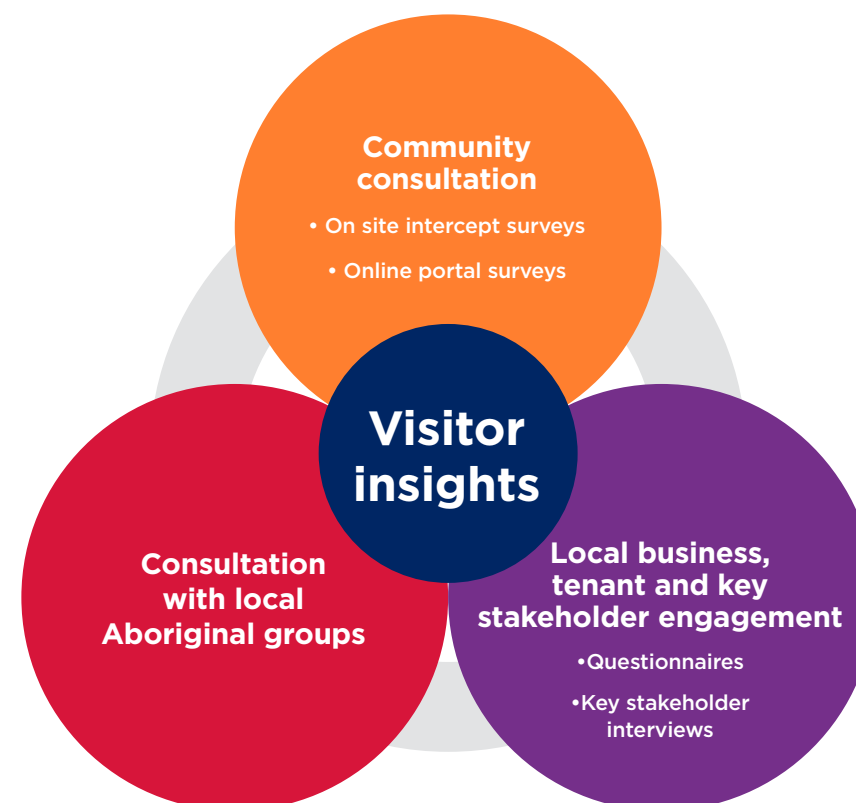 Community
consultation
• On site intercept surveys
• Online portal surveys
Visitor
insights
Consultation
with local
Aboriginal groups
Local business,
tenant and key
stakeholder engagement
•Questionnaires
•Key stakeholder
interviews